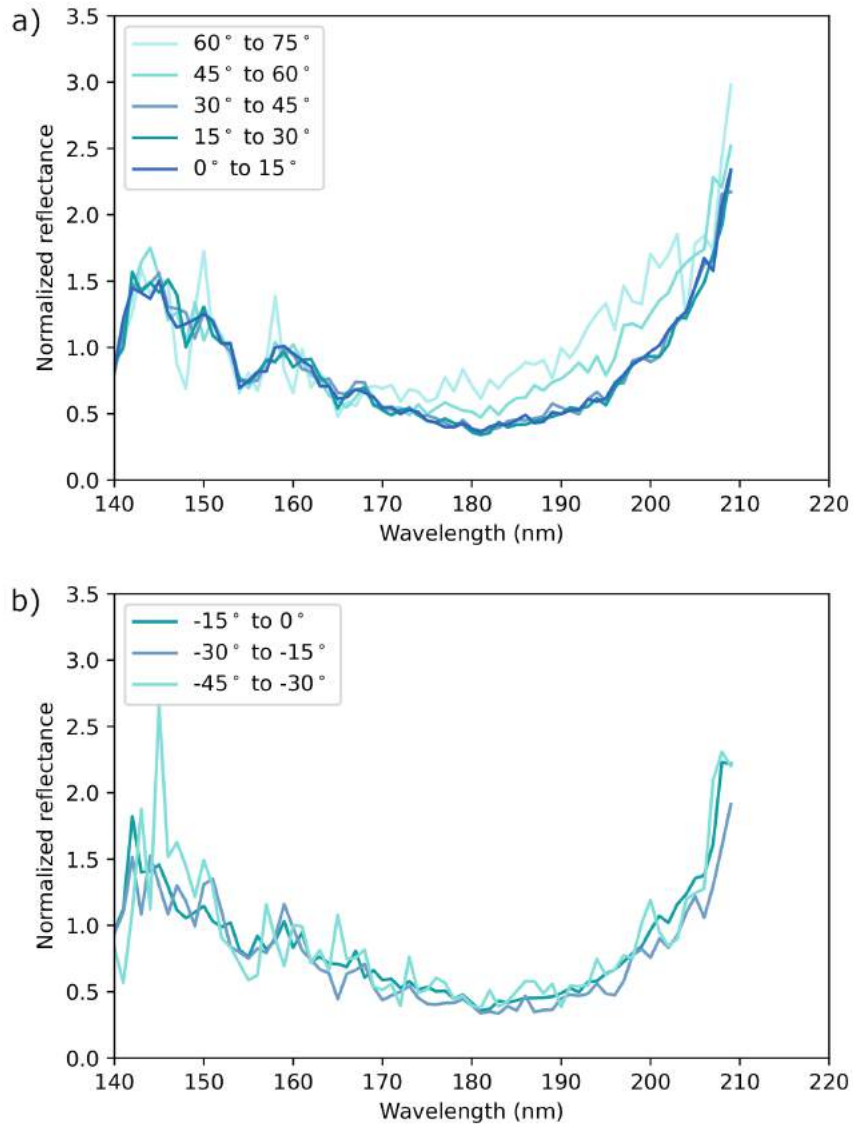 a)
3.5
3.0
2.5
2.0
1.5
1.0
0.5
0.0
Normalized reflectance
60° to 75°
45° to 60°
30° to 45°
15° to 30°
0° to 15°
140 150 160 170 180 190 200 210 220
Wavelength (nm)
b)
3.5
3.0
2.5
2.0
1.5
1.0
0.5
0.0
Normalized reflectance
-15° to 0°
-30° to -15°
-45° to -30°
140 150 160 170 180 190 200 210 220
Wavelength (nm)